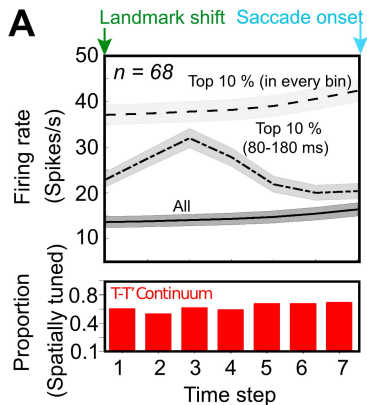 A
Landmark shift
Saccade onset
Firing rate
(Spikes/s)
50
40
30
20
10
n = 68
Top 10 % (in every bin)
Top 10 %
(80-180 ms)
All
Proportion
(Spatially tuned)
0.8
0.4
0.1
T-T' Continuum
1 2 3 4 5 6 7
Time step